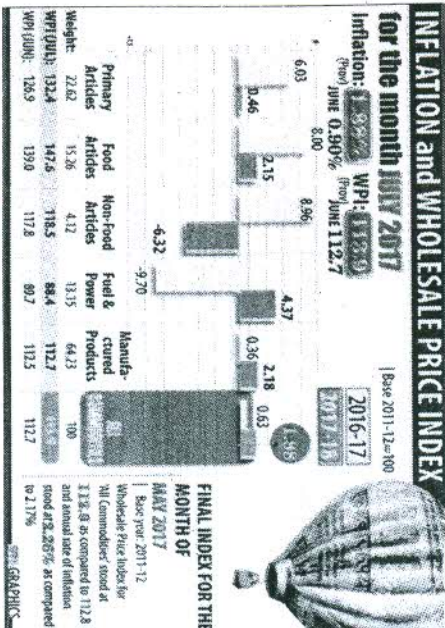 INFLATION and WHOLESALE PRICE INDEX
for the month JULY 2017
| Base 2011-12=100
Inflation:
(Prov) JUNE 0.90%
WPI:
(Prov) JUNE 112.7
2016-17
2017-18
6.03
0.46
8.00
2.15
8.96
-6.32
-9.70
4.37
0.36
2.18
0.63
Primary Articles
Food Articles
Non-Food Articles
Fuel & Power
Manufactured Products
Weight: 22.62 15.26 4.12 13.15 64.23 100
WPI (JUL): 132.4 147.6 118.5 88.4 112.7
WPI (JUN): 126.9 139.0 117.8 89.7 112.5 112.7
FINAL INDEX FOR THE
MONTH OF
MAY 2017
| Base year: 2011-12
Wholesale Price Index for
'All Commodities' stood at
as compared to 112.8
and annual rate of inflation
stood at 2.26% as compared
to 2.17%
GRAPHICS